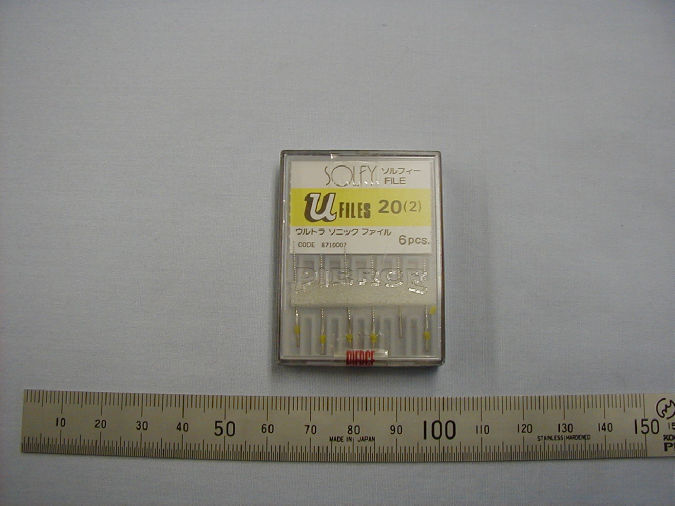 SOLFY ソルフィー
FILE
U FILES 20(2)
ウルトラ ソニック ファイル
6pcs.
CODE 8710007
PIERCE
PIERCE
10 20 30 40 50 60 70 80 90 100 110 120 130 140 150
MADE IN JAPAN
STAINLESS HARDENED